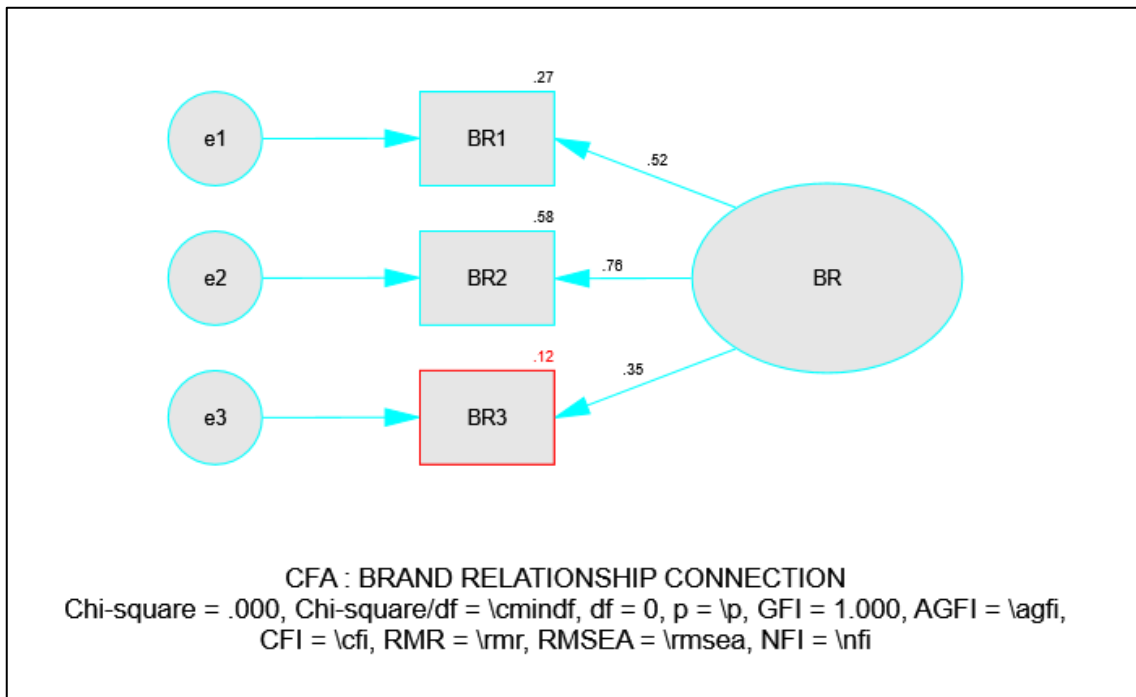 .27
e1
BR1
.52
.58
e2
BR2
.76
BR
.12
e3
BR3
.35
CFA : BRAND RELATIONSHIP CONNECTION
Chi-square = .000, Chi-square/df = \cmindf, df = 0, p = \p, GFI = 1.000, AGFI = \agfi,
CFI = \cfi, RMR = \rmr, RMSEA = \rmsea, NFI = \nfi